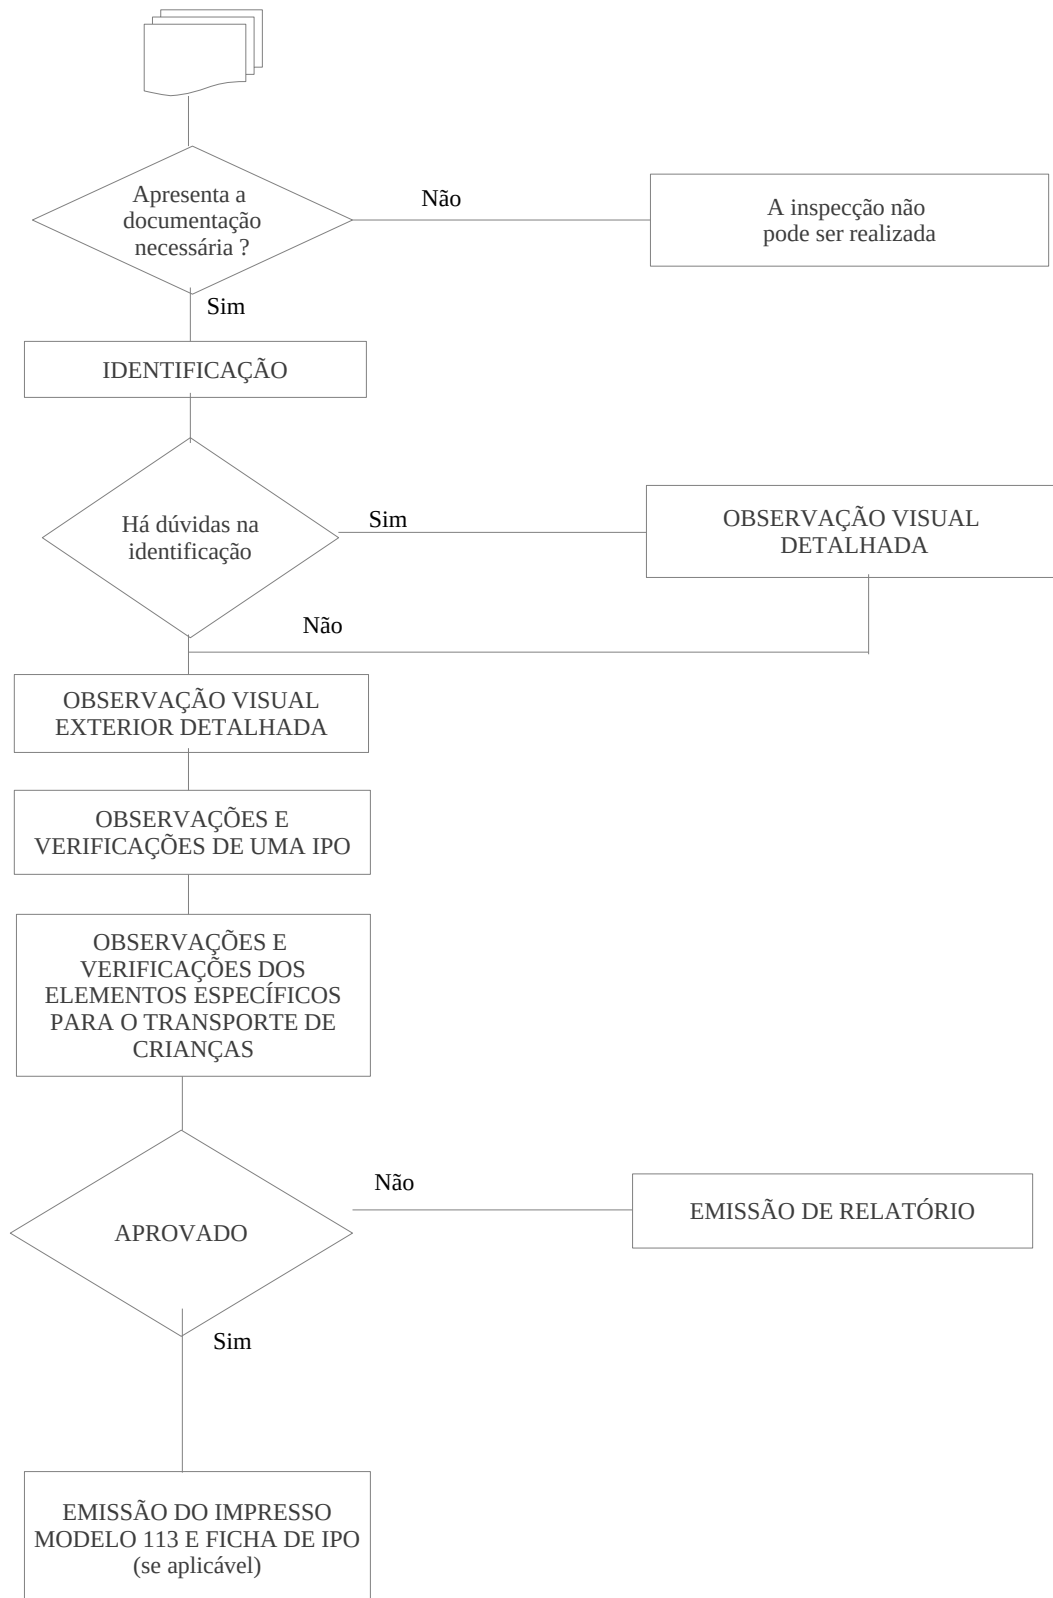 Apresenta a
documentação
necessária ?
Não
A inspecção não
pode ser realizada
Sim
IDENTIFICAÇÃO
Há dúvidas na
identificação
Sim
OBSERVAÇÃO VISUAL
DETALHADA
Não
OBSERVAÇÃO VISUAL
EXTERIOR DETALHADA
OBSERVAÇÕES E
VERIFICAÇÕES DE UMA IPO
OBSERVAÇÕES E
VERIFICAÇÕES DOS
ELEMENTOS ESPECÍFICOS
PARA O TRANSPORTE DE
CRIANÇAS
APROVADO
Não
EMISSÃO DE RELATÓRIO
Sim
EMISSÃO DO IMPRESSO
MODELO 113 E FICHA DE IPO
(se aplicável)